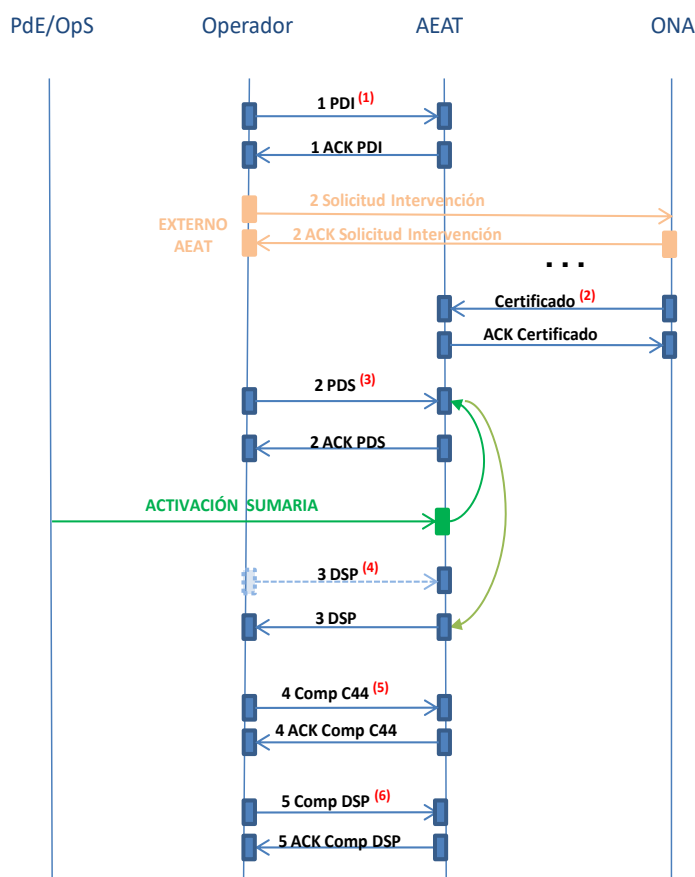 PdE/OpS Operador AEAT ONA
1 PDI (1)
1 ACK PDI
2 Solicitud Intervención
EXTERNO
AEAT
2 ACK Solicitud Intervención
...
Certificado (2)
ACK Certificado
2 PDS (3)
2 ACK PDS
ACTIVACIÓN SUMARIA
3 DSP (4)
3 DSP
4 Comp C44 (5)
4 ACK Comp C44
5 Comp DSP (6)
5 ACK Comp DSP